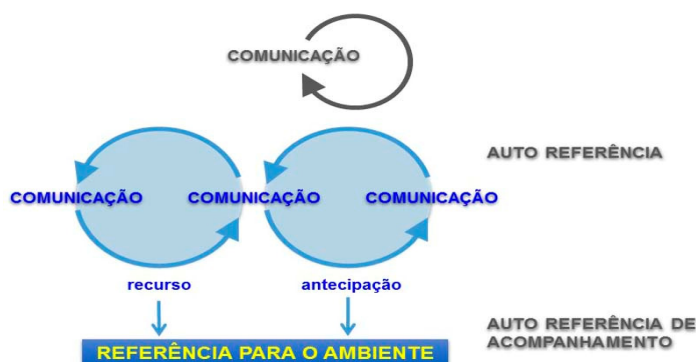 COMUNICAÇÃO
AUTO REFERÊNCIA
COMUNICAÇÃO COMUNICAÇÃO COMUNICAÇÃO
recurso antecipação
REFERÊNCIA PARA O AMBIENTE
AUTO REFERÊNCIA DE
ACOMPANHAMENTO